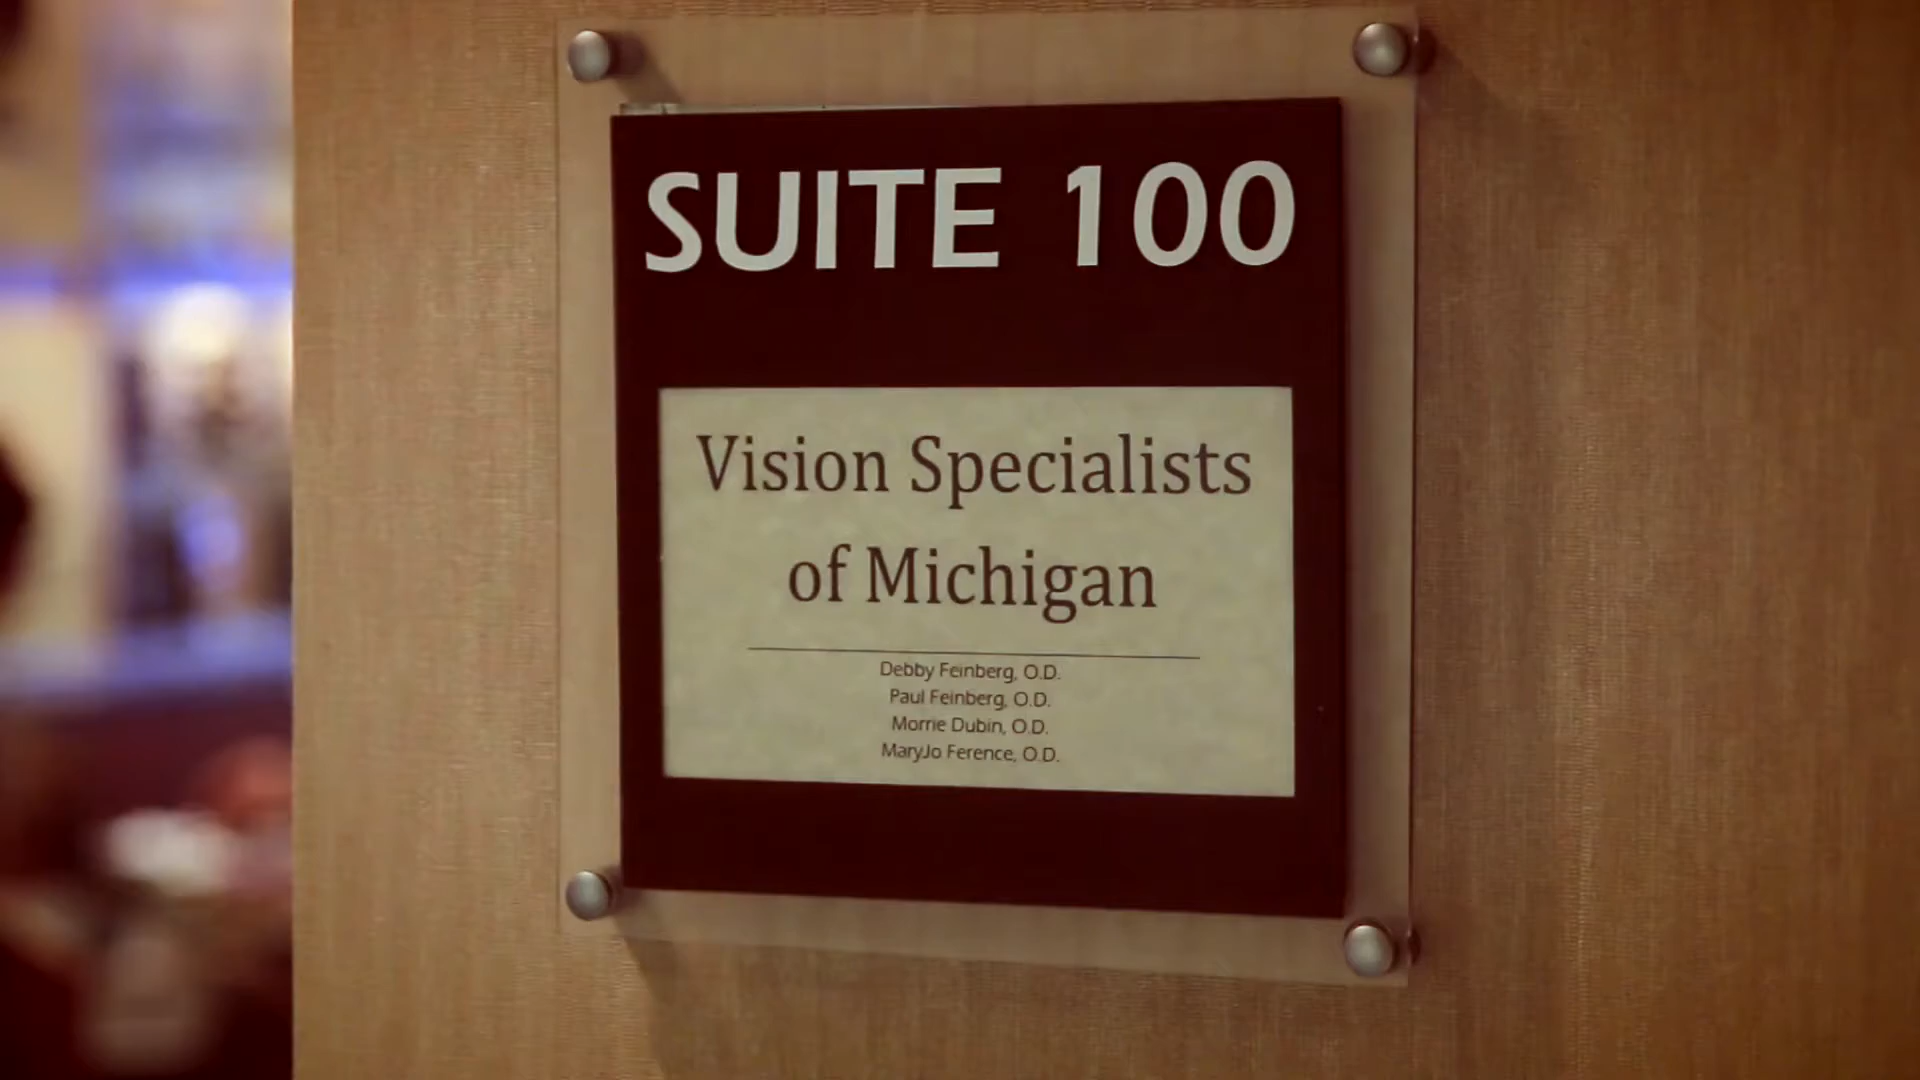 SUITE 100
Vision Specialists
of Michigan
Debby Feinberg, O.D.
Paul Feinberg, O.D.
Morrie Dubin, O.D.
MaryJo Ference, O.D.